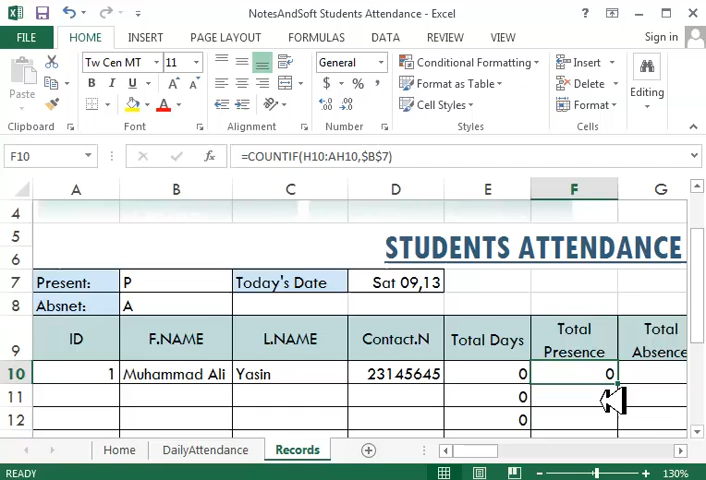 NotesAndSoft Students Attendance - Excel
FILE HOME INSERT PAGE LAYOUT FORMULAS DATA REVIEW VIEW Sign in
Tw Cen MT 11 General Conditional Formatting Insert
Paste B I U $ % , Format as Table Delete Editing
Cell Styles Format
Clipboard Font Number Styles Cells
F10 =COUNTIF(H10:AH10,$B$7)
A B C D E F G
4
5 STUDENTS ATTENDANCE
6
7 Present: P Today's Date Sat 09,13
8 Absnet: A
9 ID F.NAME L.NAME Contact.N Total Days Total Presence Total Absence
10 1 Muhammad Ali Yasin 23145645 0 0
11 0
12 0
Home DailyAttendance Records
READY 130%